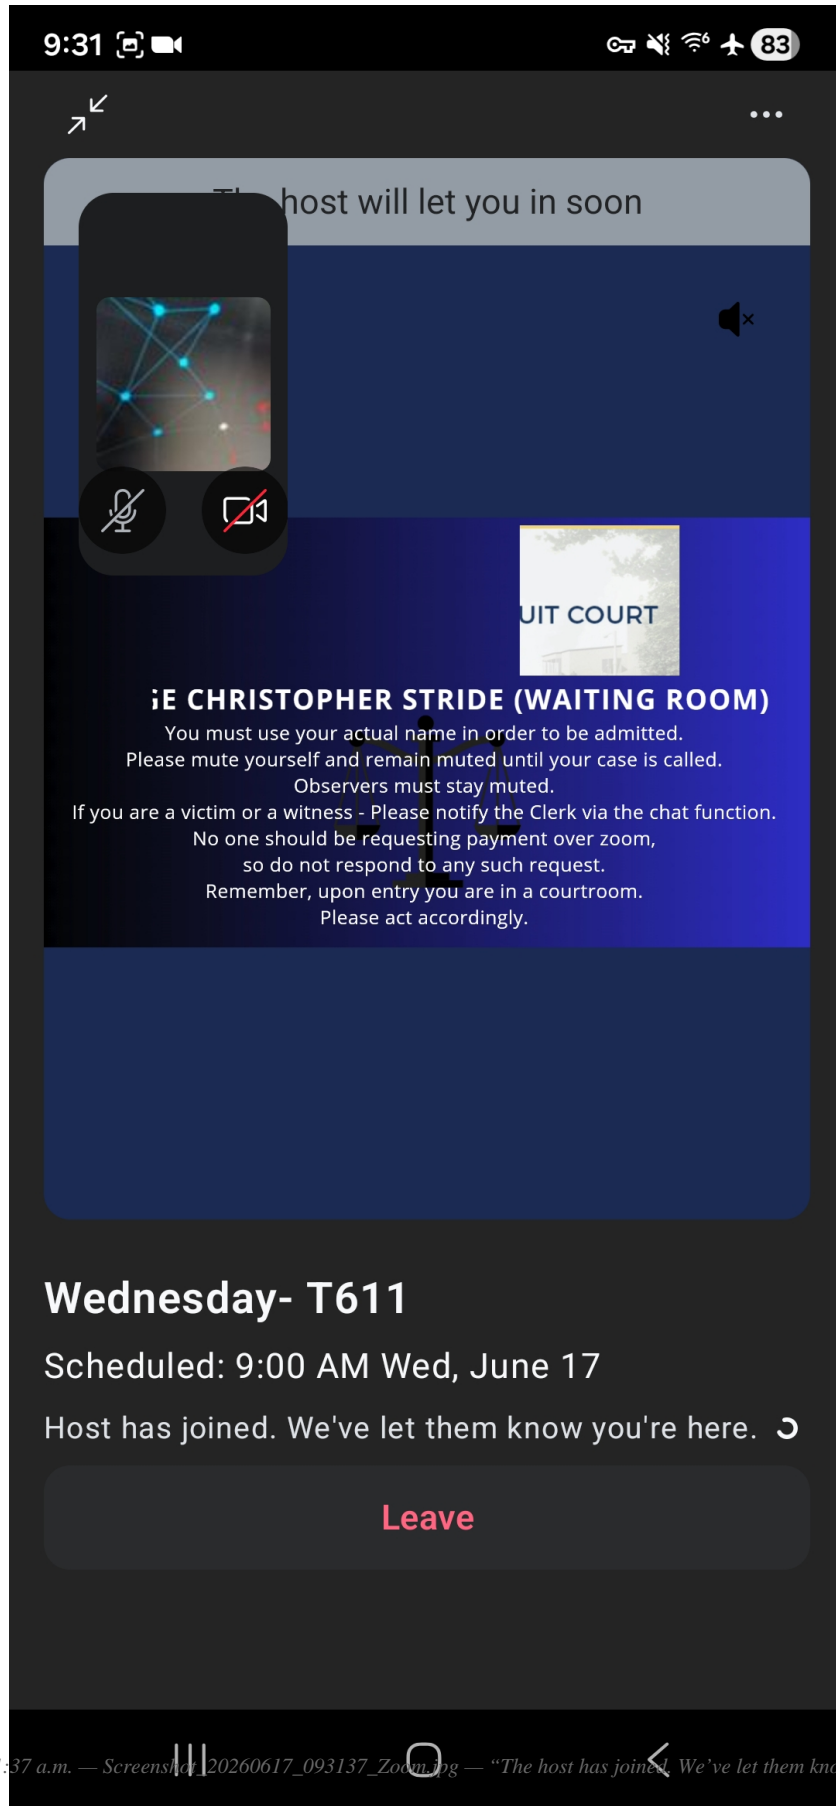 9:31
6
83
The host will let you in soon
UIT COURT
GE CHRISTOPHER STRIDE (WAITING ROOM)
You must use your actual name in order to be admitted.
Please mute yourself and remain muted until your case is called.
Observers must stay muted.
If you are a victim or a witness - Please notify the Clerk via the chat function.
No one should be requesting payment over zoom,
so do not respond to any such request.
Remember, upon entry you are in a courtroom.
Please act accordingly.
Wednesday- T611
Scheduled: 9:00 AM Wed, June 17
Host has joined. We've let them know you're here.
Leave
:37 a.m. — Screenshot_20260617_093137_Zoom.jpg — “The host has joined. We’ve let them kno